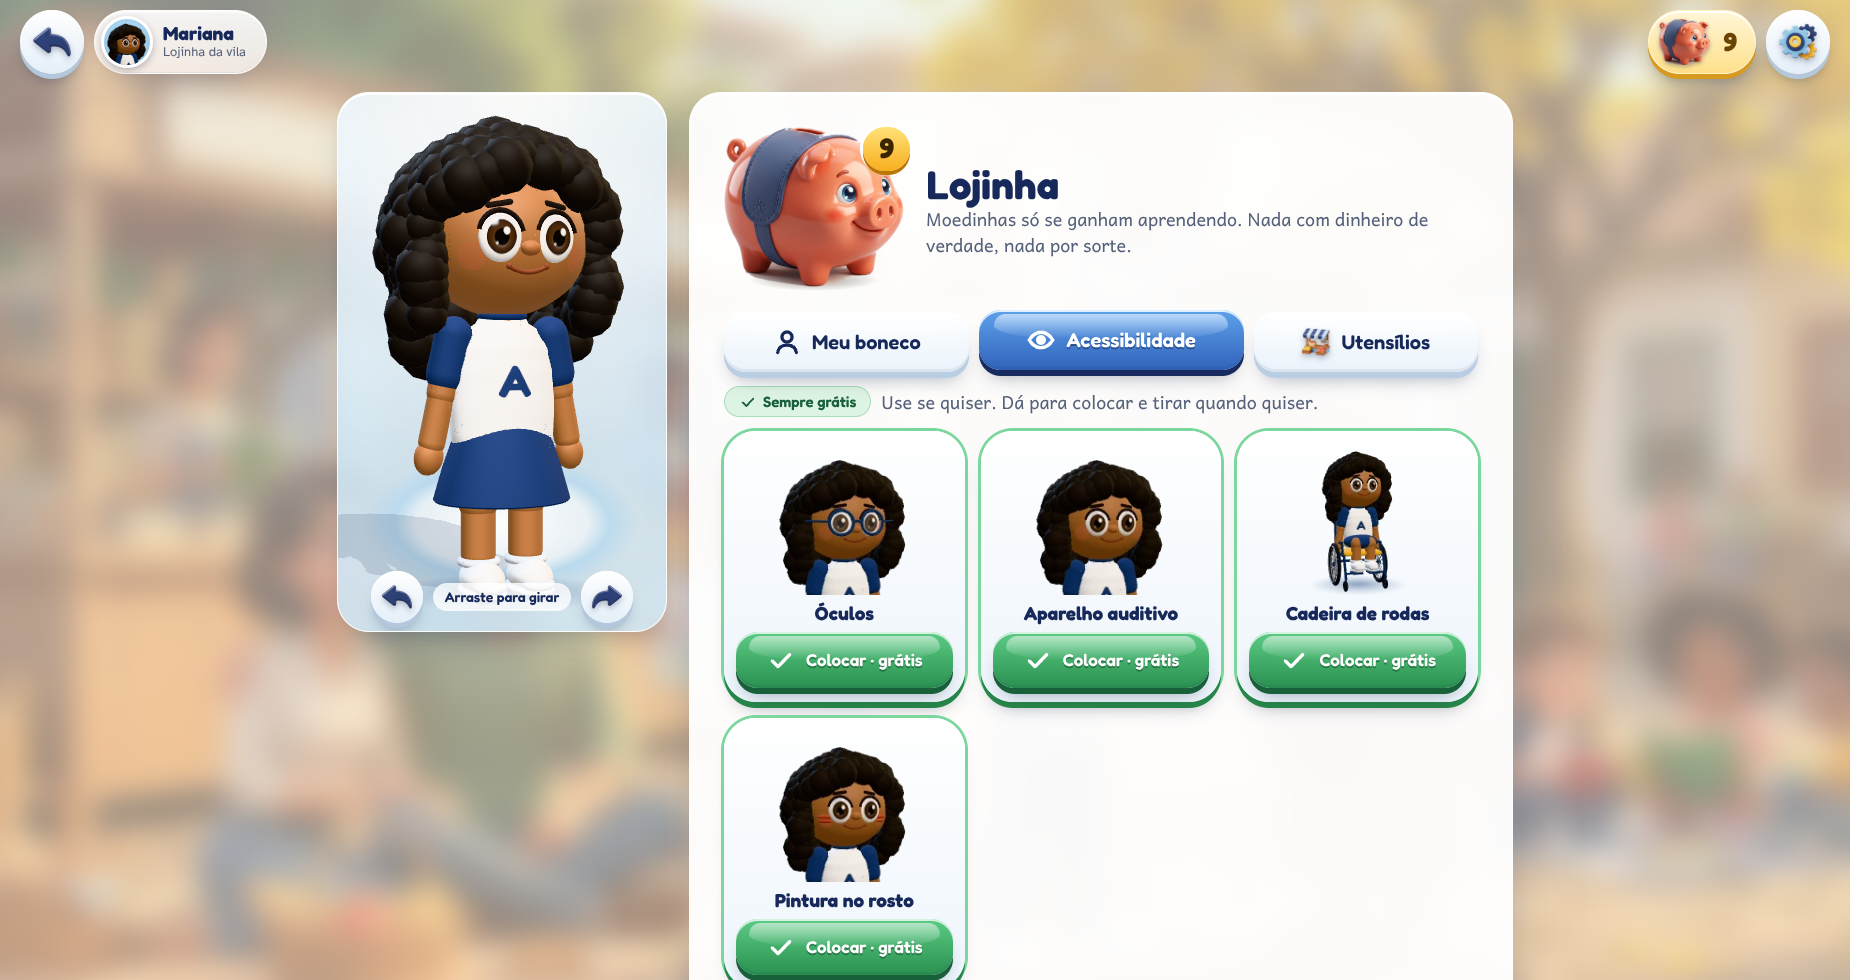 Mariana
Lojinha da vila
9
9
Lojinha
Moedinhas só se ganham aprendendo. Nada com dinheiro de
verdade, nada por sorte.
A
Arraste para girar
Meu boneco
Acessibilidade
Utensílios
Sempre grátis
Use se quiser. Dá para colocar e tirar quando quiser.
A
A
A
Óculos
Aparelho auditivo
Cadeira de rodas
Colocar · grátis
Colocar · grátis
Colocar · grátis
A
Pintura no rosto
Colocar · grátis